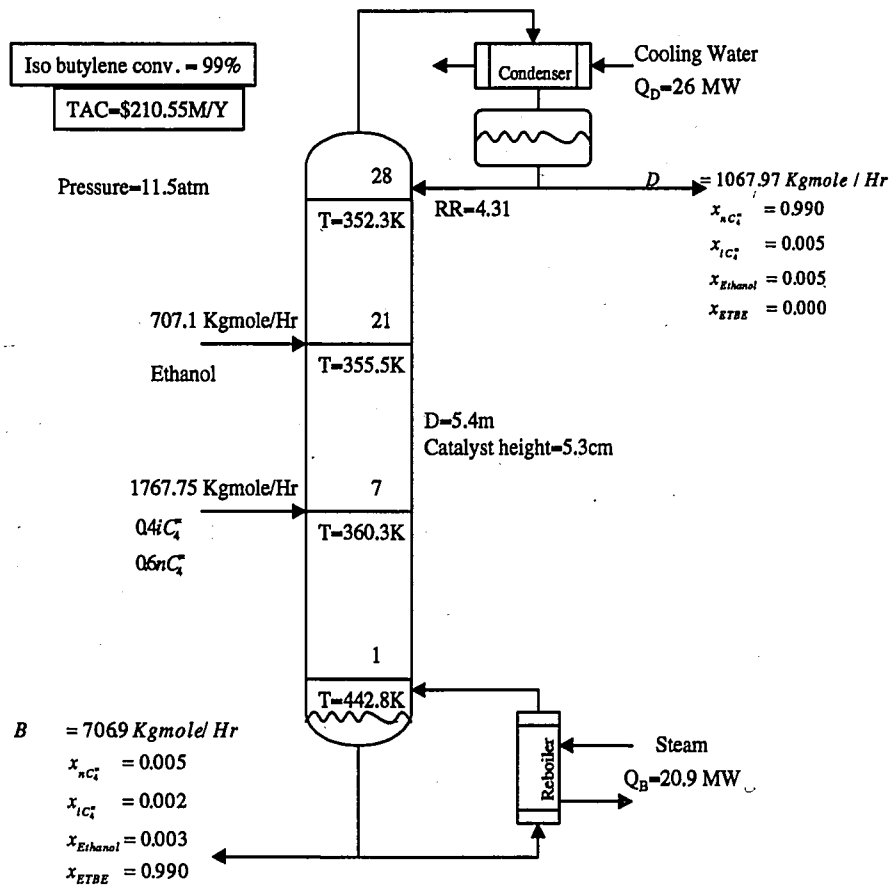 Iso butylene conv. = 99%
TAC=$210.55M/Y
Pressure=11.5atm
Condenser
Cooling Water
Q_D=26 MW
28
T=352.3K
RR=4.31
D = 1067.97 Kgmole / Hr
x_nC₄⁼ = 0.990
x_iC₄⁼ = 0.005
x_Ethanol = 0.005
x_ETBE = 0.000
707.1 Kgmole/Hr
Ethanol
21
T=355.5K
D=5.4m
Catalyst height=5.3cm
1767.75 Kgmole/Hr
0.4iC₄⁼
0.6nC₄⁼
7
T=360.3K
1
T=442.8K
Reboiler
Steam
Q_B=20.9 MW
B = 706.9 Kgmole/ Hr
x_nC₄⁼ = 0.005
x_iC₄⁼ = 0.002
x_Ethanol = 0.003
x_ETBE = 0.990